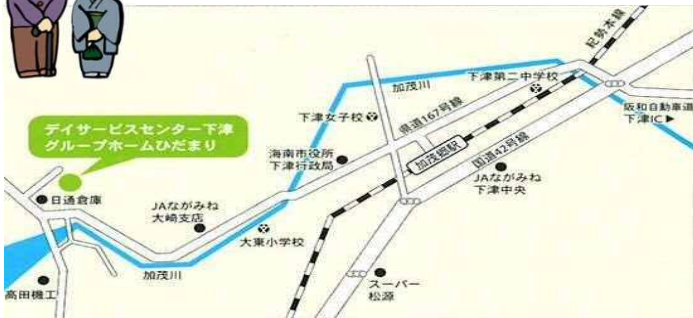 紀勢本線
加茂川
下津第二中学校
下津女子校
県道167号線
阪和自動車道
下津IC▶
デイサービスセンター下津
グループホームひだまり
海南市役所
下津行政局
加茂郷駅
国道42号線
JAながみね
下津中央
日通倉庫
JAながみね
大崎支店
大東小学校
加茂川
高田機工
スーパー
松源